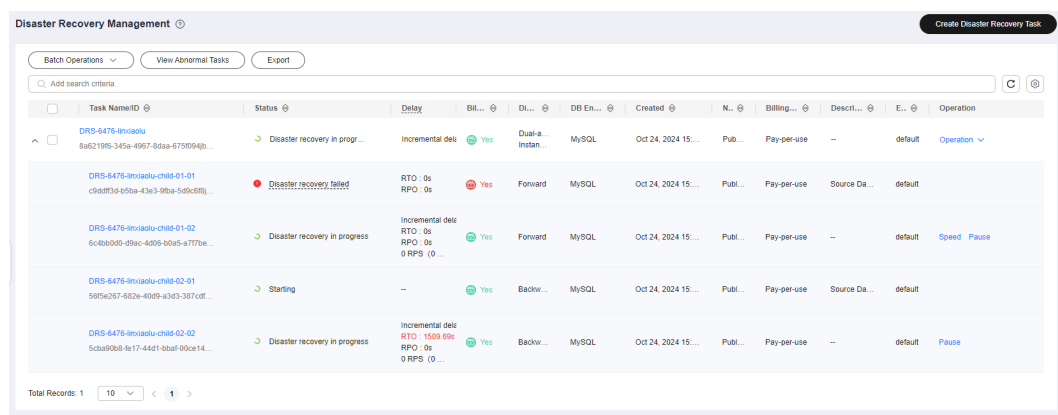 Disaster Recovery Management
Create Disaster Recovery Task
Batch Operations View Abnormal Tasks Export
Add search criteria.
Task Name/ID Status Delay Bil... Di... DB En... Created N.. Billing... Descri... E.. Operation
DRS-6476-linxiaolu Disaster recovery in progr... Incremental dela Yes Dual-a... Instan... MySQL Oct 24, 2024 15:... Pub... Pay-per-use -- default Operation
8a6219f6-345a-4967-8daa-675f094jb...
DRS-6476-linxiaolu-child-01-01 Disaster recovery failed RTO : 0s Yes Forward MySQL Oct 24, 2024 15:... Publ... Pay-per-use Source Da... default
c9ddff3d-b5ba-43e3-9fba-5d9c6f8j... RPO : 0s
Incremental dela
DRS-6476-linxiaolu-child-01-02 Disaster recovery in progress RTO : 0s Yes Forward MySQL Oct 24, 2024 15:... Publ... Pay-per-use -- default Speed Pause
6c4bb0d0-d9ac-4d06-b0a5-a7f7be... RPO : 0s
0 RPS (0 ...
DRS-6476-linxiaolu-child-02-01 Starting -- Yes Backw... MySQL Oct 24, 2024 15:... Publ... Pay-per-use Source Da... default
56f5e267-682e-40d9-a3d3-387cdf...
Incremental dela
DRS-6476-linxiaolu-child-02-02 Disaster recovery in progress RTO : 1509.69s Yes Backw... MySQL Oct 24, 2024 15:... Publ... Pay-per-use -- default Pause
5cba90b8-fe17-44d1-bbaf-00ce14... RPO : 0s
0 RPS (0 ...
Total Records: 1 10 < 1 >